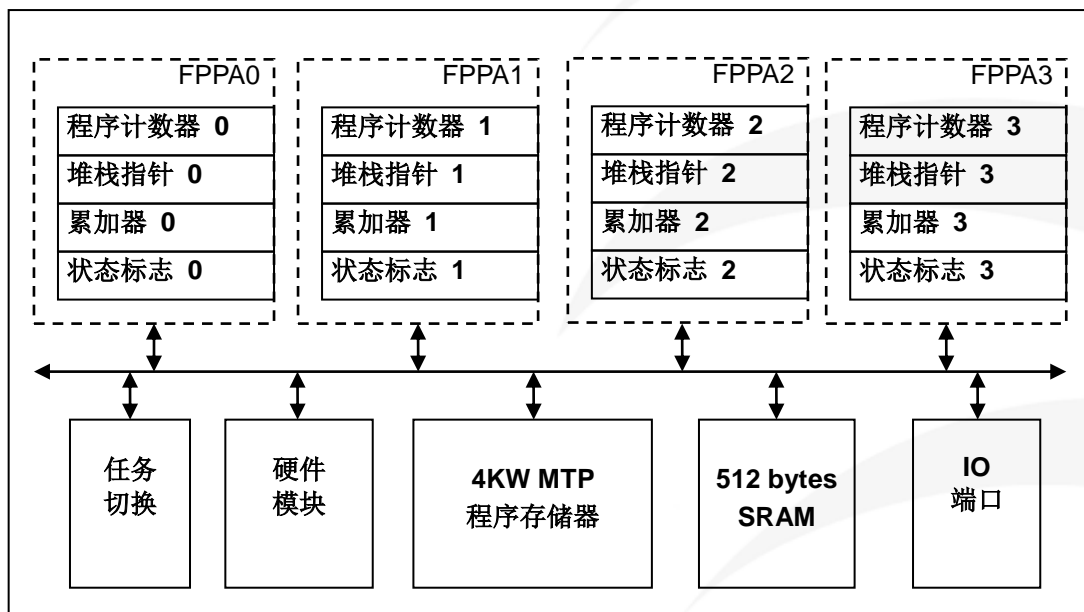 FPPA0
程序计数器 0
堆栈指针 0
累加器 0
状态标志 0
FPPA1
程序计数器 1
堆栈指针 1
累加器 1
状态标志 1
FPPA2
程序计数器 2
堆栈指针 2
累加器 2
状态标志 2
FPPA3
程序计数器 3
堆栈指针 3
累加器 3
状态标志 3
任务
切换
硬件
模块
4KW MTP
程序存储器
512 bytes
SRAM
IO
端口